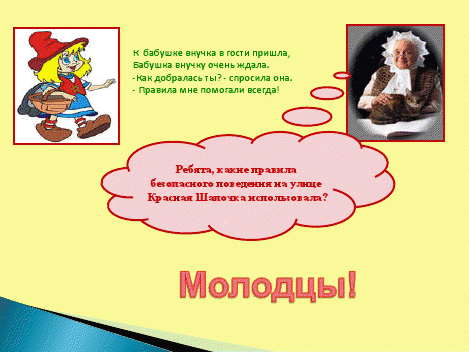 К бабушке внучка в гости пришла,
Бабушка внучку очень ждала.
-Как добралась ты? - спросила она.
- Правила мне помогали всегда!
Ребята, какие правила
безопасного поведения на улице
Красная Шапочка использовала?
Молодцы!